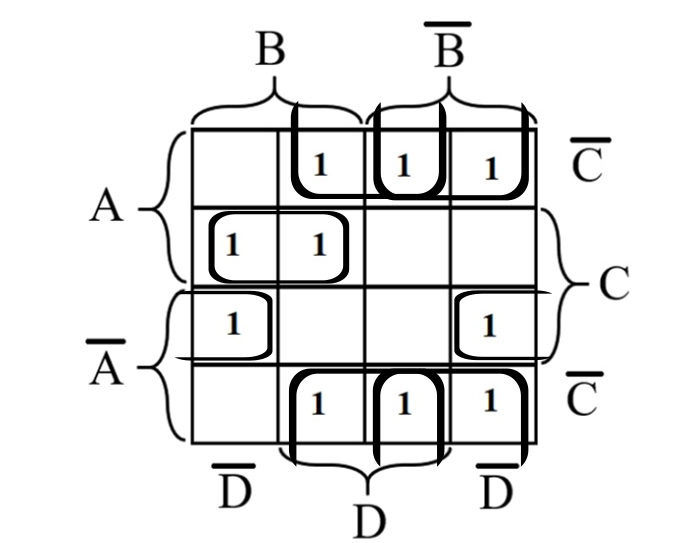 B B̅
1 1 1 C̅
A
1 1
C
1 1
A̅
1 1 1 C̅
D̅ D̅
D